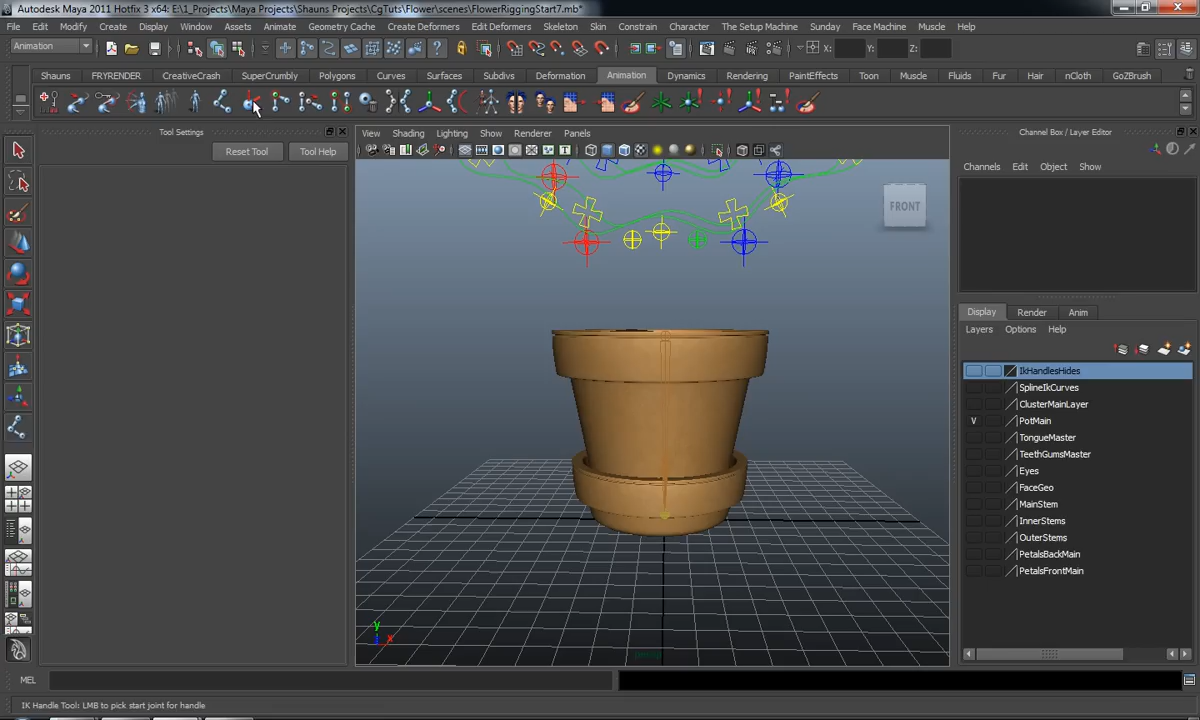 Autodesk Maya 2011 Hotfix 3 x64: E:\1_Projects\Maya Projects\Shauns Projects\CgTuts\Flower\scenes\FlowerRiggingStart7.mb*
File Edit Modify Create Display Window Assets Animate Geometry Cache Create Deformers Edit Deformers Skeleton Skin Constrain Character The Setup Machine Sunday Face Machine Muscle Help
Animation X: Y: Z:
Shauns FRYRENDER CreativeCrash SuperCrumbly Polygons Curves Surfaces Subdivs Deformation Animation Dynamics Rendering PaintEffects Toon Muscle Fluids Fur Hair nCloth GoZBrush
Tool Settings
Reset Tool Tool Help
View Shading Lighting Show Renderer Panels
FRONT
y
x
persp
Channel Box / Layer Editor
Channels Edit Object Show
Display Render Anim
Layers Options Help
IkHandlesHides
SplineIkCurves
ClusterMainLayer
V PotMain
TongueMaster
TeethGumsMaster
Eyes
FaceGeo
MainStem
InnerStems
OuterStems
PetalsBackMain
PetalsFrontMain
MEL
IK Handle Tool: LMB to pick start joint for handle